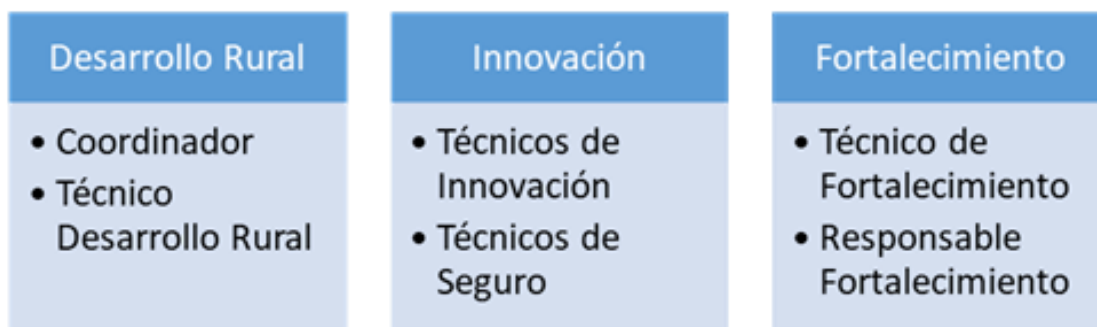 Desarrollo Rural
• Coordinador
• Técnico
Desarrollo Rural
Innovación
• Técnicos de
Innovación
• Técnicos de
Seguro
Fortalecimiento
• Técnico de
Fortalecimiento
• Responsable
Fortalecimiento